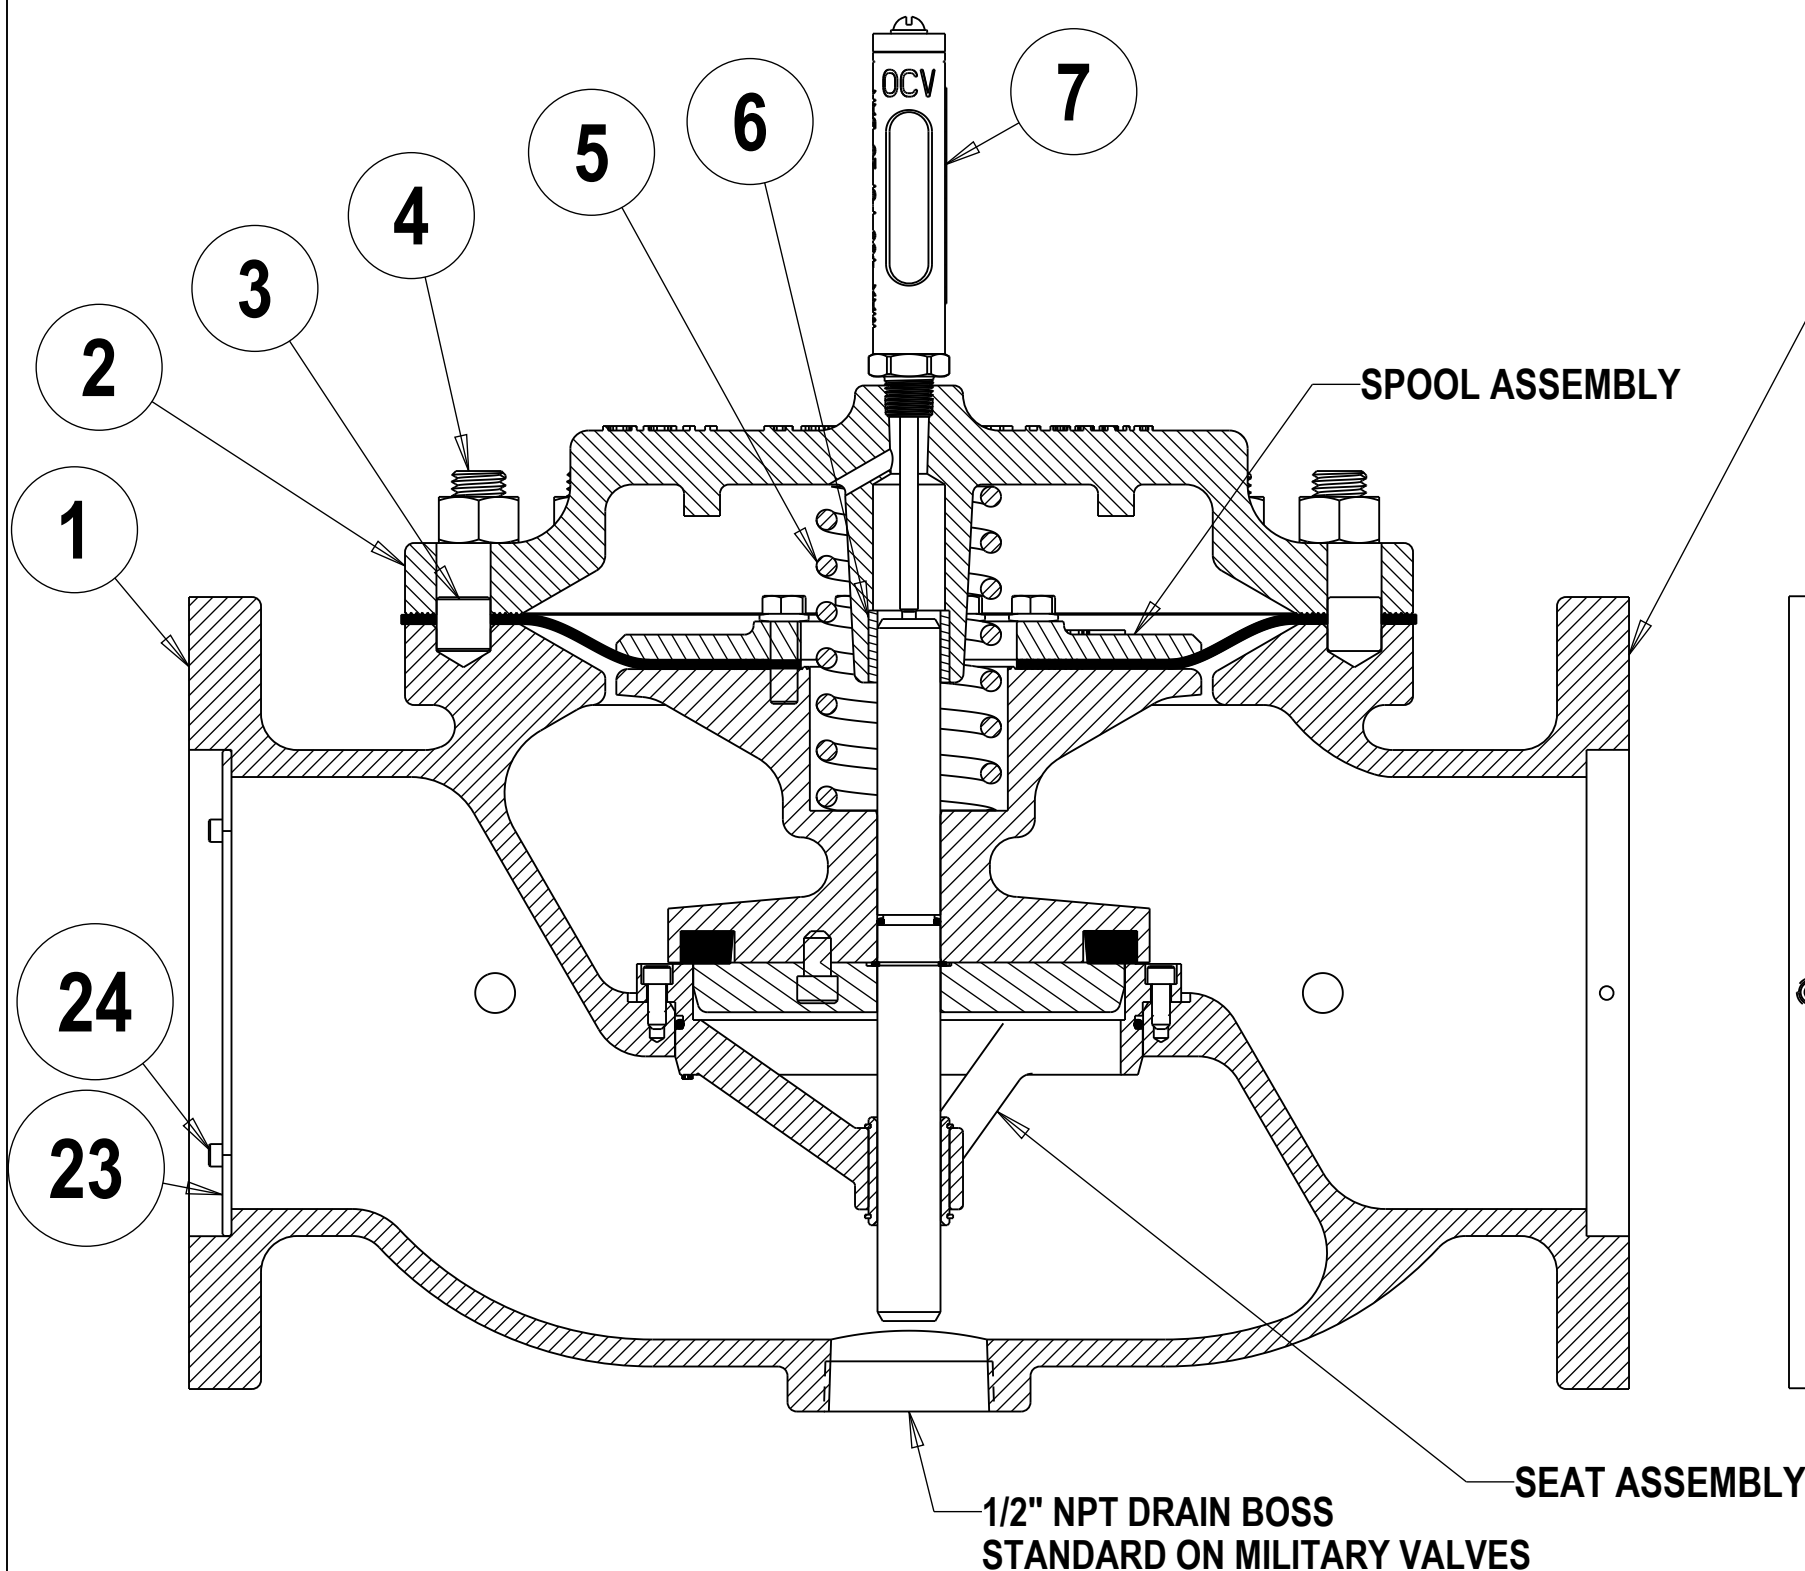 OCV
7
6
5
4
3
2
SPOOL ASSEMBLY
1
24
23
SEAT ASSEMBLY
1/2" NPT DRAIN BOSS
STANDARD ON MILITARY VALVES